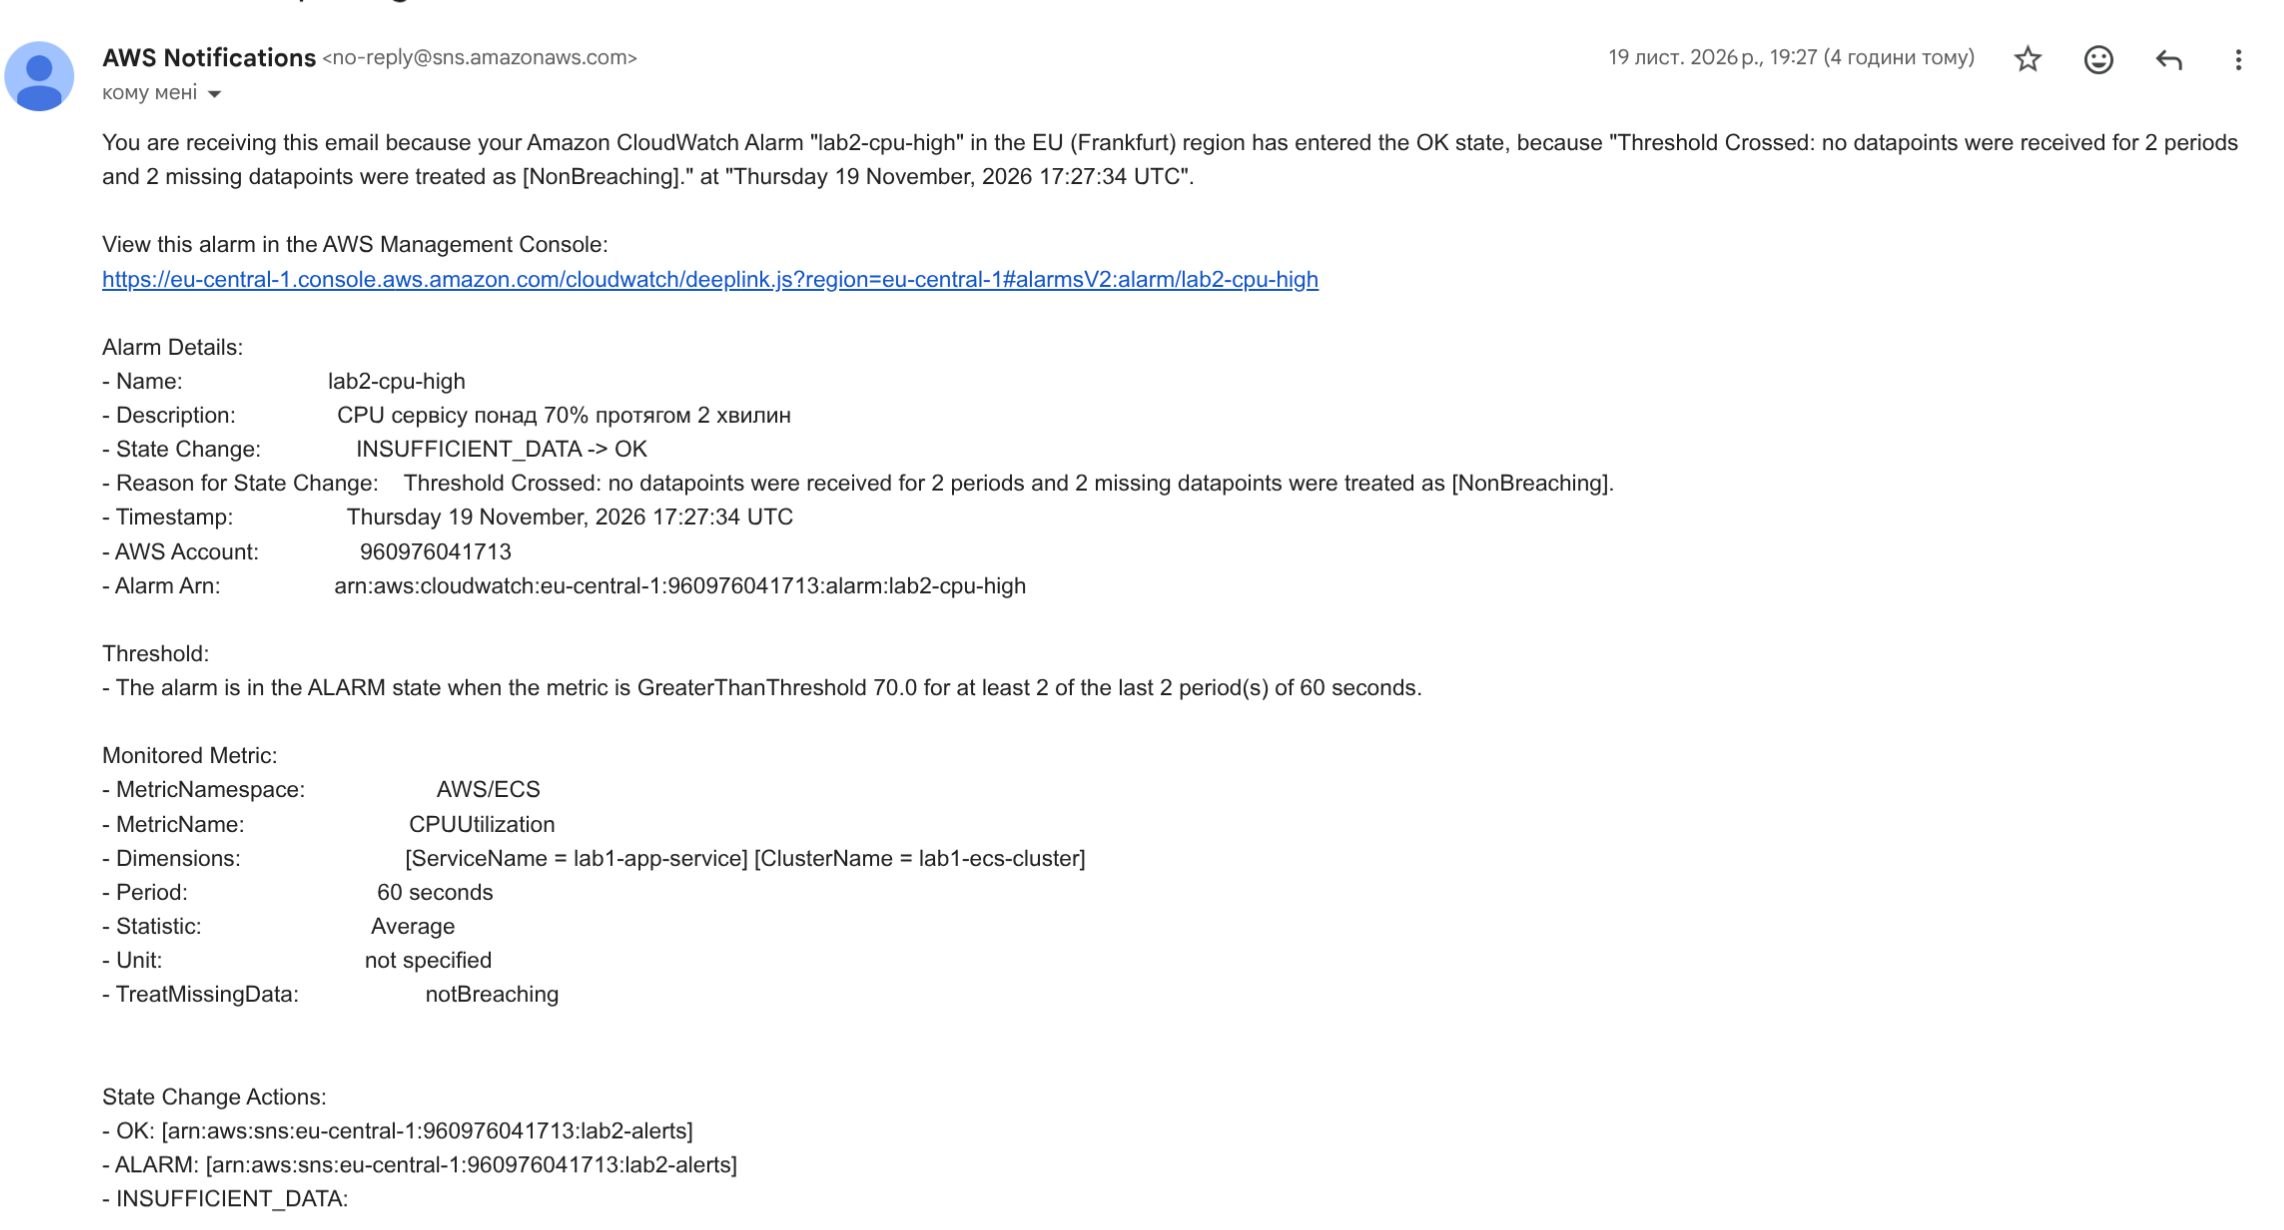 AWS Notifications <no-reply@sns.amazonaws.com>
19 лист. 2026 р., 19:27 (4 години тому)
кому мені
You are receiving this email because your Amazon CloudWatch Alarm "lab2-cpu-high" in the EU (Frankfurt) region has entered the OK state, because "Threshold Crossed: no datapoints were received for 2 periods
and 2 missing datapoints were treated as [NonBreaching]." at "Thursday 19 November, 2026 17:27:34 UTC".
View this alarm in the AWS Management Console:
https://eu-central-1.console.aws.amazon.com/cloudwatch/deeplink.js?region=eu-central-1#alarmsV2:alarm/lab2-cpu-high
Alarm Details:
- Name: lab2-cpu-high
- Description: CPU сервісу понад 70% протягом 2 хвилин
- State Change: INSUFFICIENT_DATA -> OK
- Reason for State Change: Threshold Crossed: no datapoints were received for 2 periods and 2 missing datapoints were treated as [NonBreaching].
- Timestamp: Thursday 19 November, 2026 17:27:34 UTC
- AWS Account: 960976041713
- Alarm Arn: arn:aws:cloudwatch:eu-central-1:960976041713:alarm:lab2-cpu-high
Threshold:
- The alarm is in the ALARM state when the metric is GreaterThanThreshold 70.0 for at least 2 of the last 2 period(s) of 60 seconds.
Monitored Metric:
- MetricNamespace: AWS/ECS
- MetricName: CPUUtilization
- Dimensions: [ServiceName = lab1-app-service] [ClusterName = lab1-ecs-cluster]
- Period: 60 seconds
- Statistic: Average
- Unit: not specified
- TreatMissingData: notBreaching
State Change Actions:
- OK: [arn:aws:sns:eu-central-1:960976041713:lab2-alerts]
- ALARM: [arn:aws:sns:eu-central-1:960976041713:lab2-alerts]
- INSUFFICIENT_DATA: